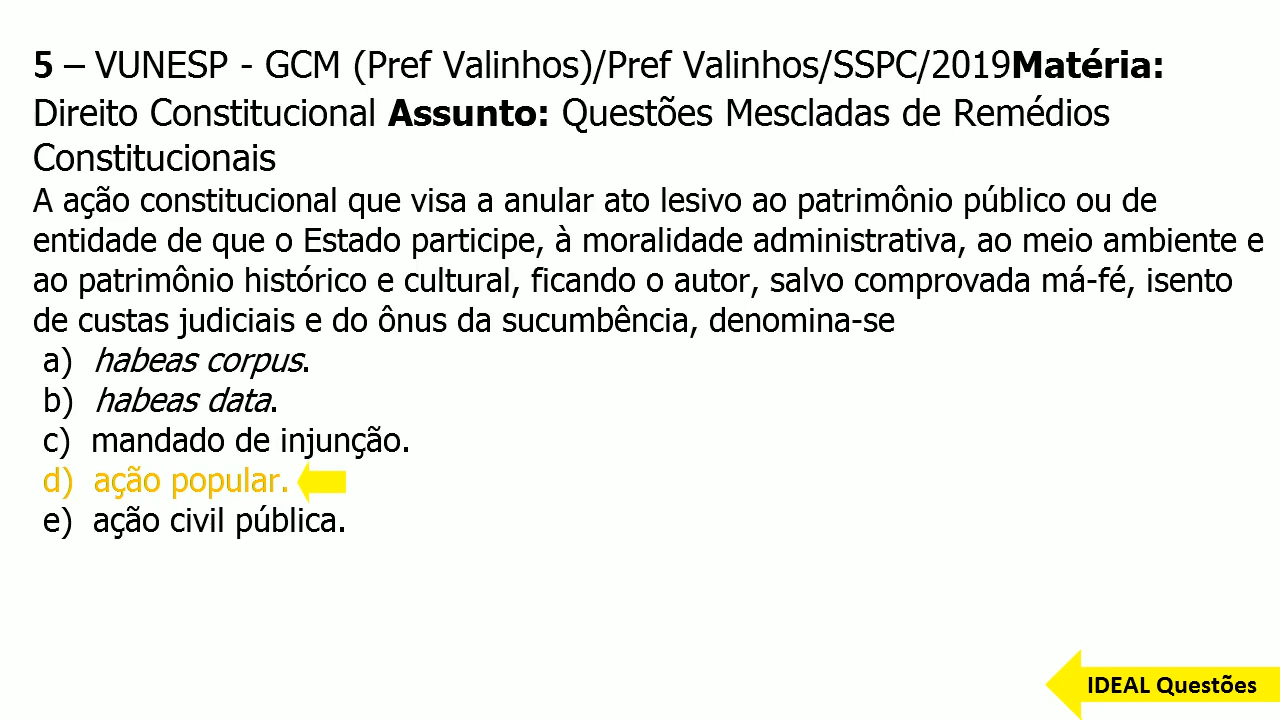 5 – VUNESP - GCM (Pref Valinhos)/Pref Valinhos/SSPC/2019Matéria:
Direito Constitucional Assunto: Questões Mescladas de Remédios
Constitucionais
A ação constitucional que visa a anular ato lesivo ao patrimônio público ou de
entidade de que o Estado participe, à moralidade administrativa, ao meio ambiente e
ao patrimônio histórico e cultural, ficando o autor, salvo comprovada má-fé, isento
de custas judiciais e do ônus da sucumbência, denomina-se
a) habeas corpus.
b) habeas data.
c) mandado de injunção.
d) ação popular.
e) ação civil pública.
IDEAL Questões